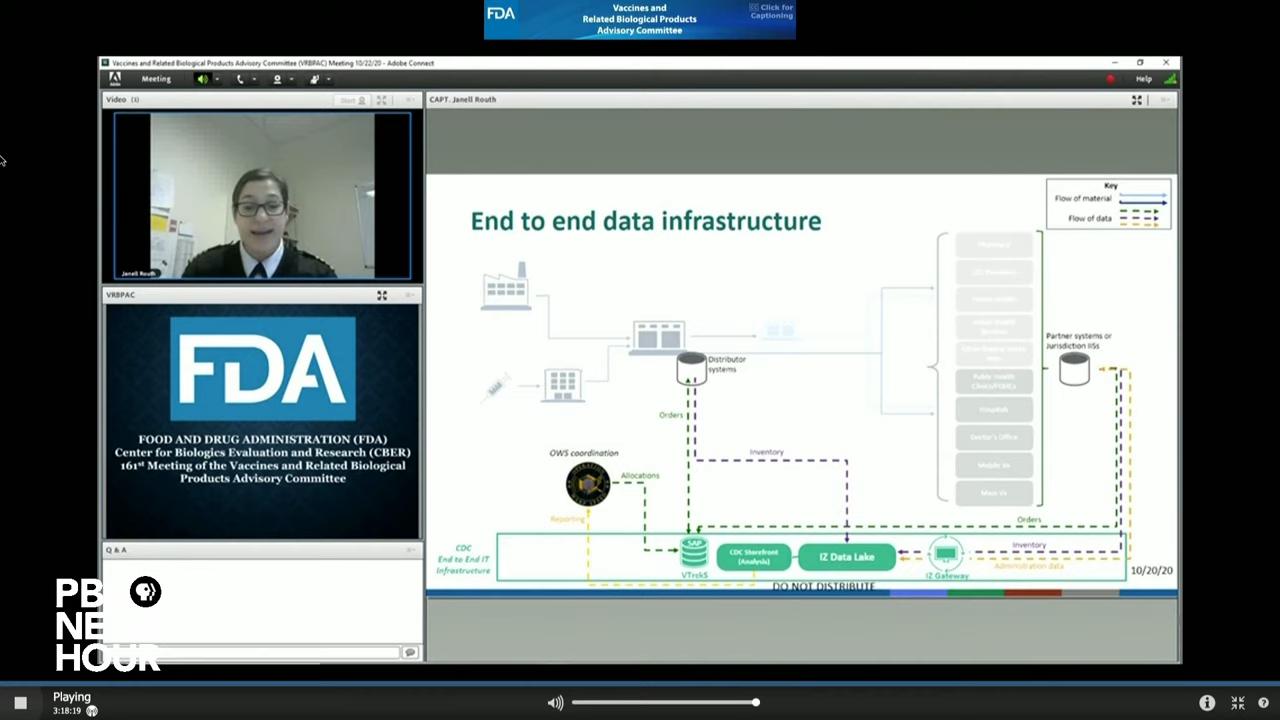 FDA
Vaccines and
Related Biological Products
Advisory Committee
CC Click for
Captioning
Vaccines and Related Biological Products Advisory Committee (VRBPAC) Meeting 10/22/20 - Adobe Connect
Meeting
Help
Video (1)
Start
CAPT. Janell Routh
Janell Routh
VRBPAC
FDA
FOOD AND DRUG ADMINISTRATION (FDA)
Center for Biologics Evaluation and Research (CBER)
161st Meeting of the Vaccines and Related Biological
Products Advisory Committee
Q & A
End to end data infrastructure
Key
Flow of material
Flow of data
Pharmacy
Public Health
Hospitals
Doctor's Office
Mobile Vx
Mass Vx
Partner systems or
Jurisdiction IISs
Distributor
systems
Orders
OWS coordination
Inventory
Allocations
Reporting
Orders
CDC
End to End IT
Infrastructure
SAP
VTrckS
CDC Storefront
(Analysis)
IZ Data Lake
IZ Gateway
Inventory
Administration data
10/20/20
DO NOT DISTRIBUTE
PBS
NEWS
HOUR
Playing
3:18:19